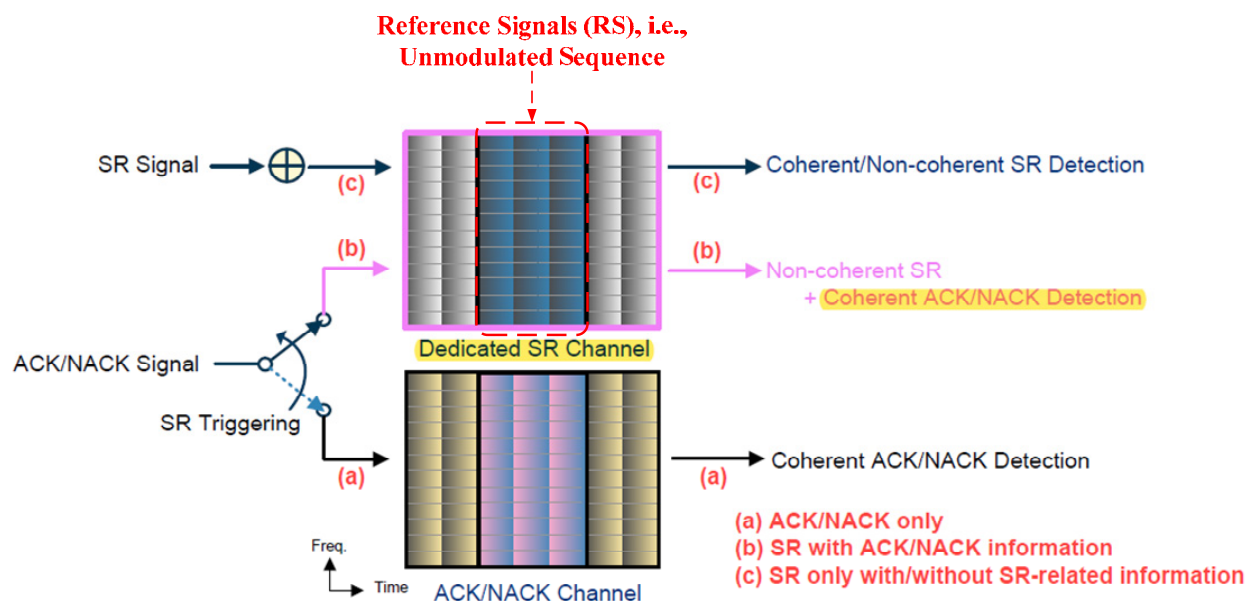 Reference Signals (RS), i.e.,
Unmodulated Sequence
SR Signal
(c)
(c)
Coherent/Non-coherent SR Detection
(b)
(b)
Non-coherent SR
+ Coherent ACK/NACK Detection
Dedicated SR Channel
ACK/NACK Signal
SR Triggering
(a)
(a)
Coherent ACK/NACK Detection
Freq.
Time
ACK/NACK Channel
(a) ACK/NACK only
(b) SR with ACK/NACK information
(c) SR only with/without SR-related information